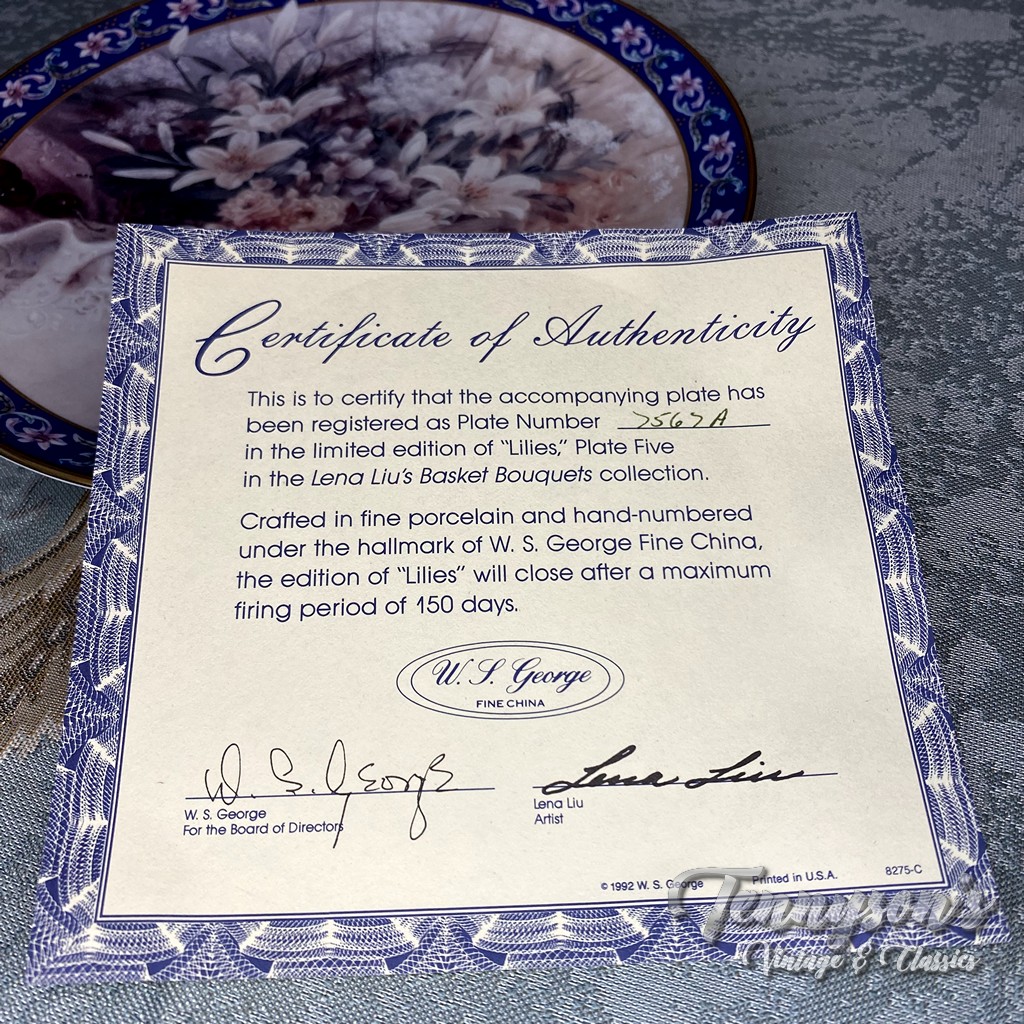 Certificate of Authenticity
This is to certify that the accompanying plate has
been registered as Plate Number 7567A
in the limited edition of "Lilies," Plate Five
in the Lena Liu's Basket Bouquets collection.
Crafted in fine porcelain and hand-numbered
under the hallmark of W. S. George Fine China,
the edition of "Lilies" will close after a maximum
firing period of 150 days.
W. S. George
FINE CHINA
W. S. George
Lena Liu
W. S. George
For the Board of Directors
Lena Liu
Artist
© 1992 W. S. George Printed in U.S.A. 8275-C
Tennyson's
Vintage & Classics